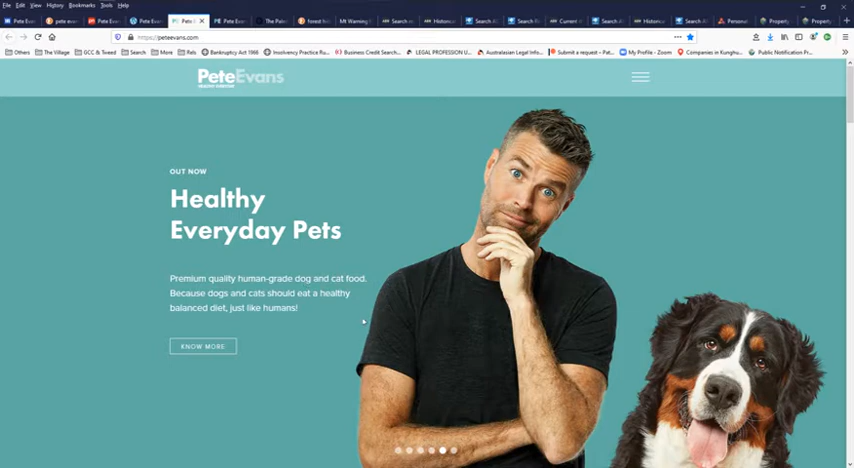 File Edit View History Bookmarks Tools Help
https://peteevans.com
Others The Village GCC & Tweed Search More Rels Bankruptcy Act 1966 Insolvency Practice Ru... Business Credit Search... LEGAL PROFESSION U... Australasian Legal Info... Submit a request – Pat... My Profile - Zoom Companies in Kunghu... Public Notification Fr...
PeteEvans
OUT NOW
Healthy
Everyday Pets
Premium quality human-grade dog and cat food.
Because dogs and cats should eat a healthy
balanced diet, just like humans!
KNOW MORE